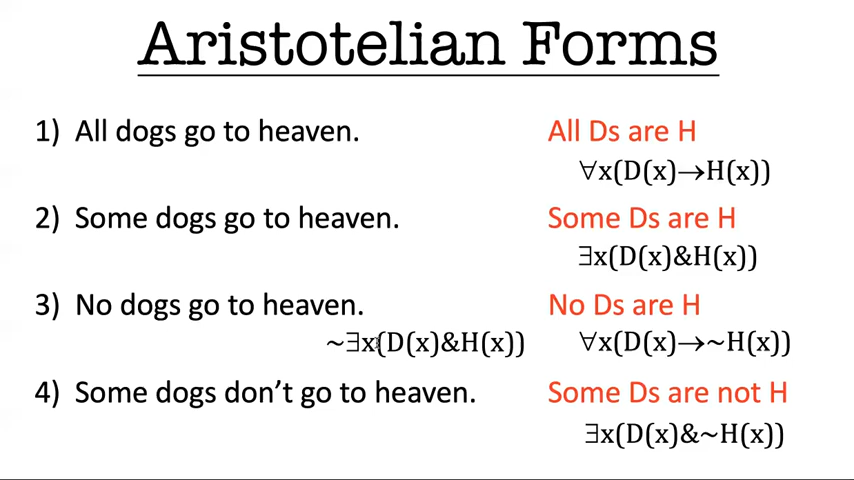 Aristotelian Forms
1) All dogs go to heaven. All Ds are H
∀x(D(x)→H(x))
2) Some dogs go to heaven. Some Ds are H
∃x(D(x)&H(x))
3) No dogs go to heaven. No Ds are H
~∃x(D(x)&H(x)) ∀x(D(x)→~H(x))
4) Some dogs don’t go to heaven. Some Ds are not H
∃x(D(x)&~H(x))